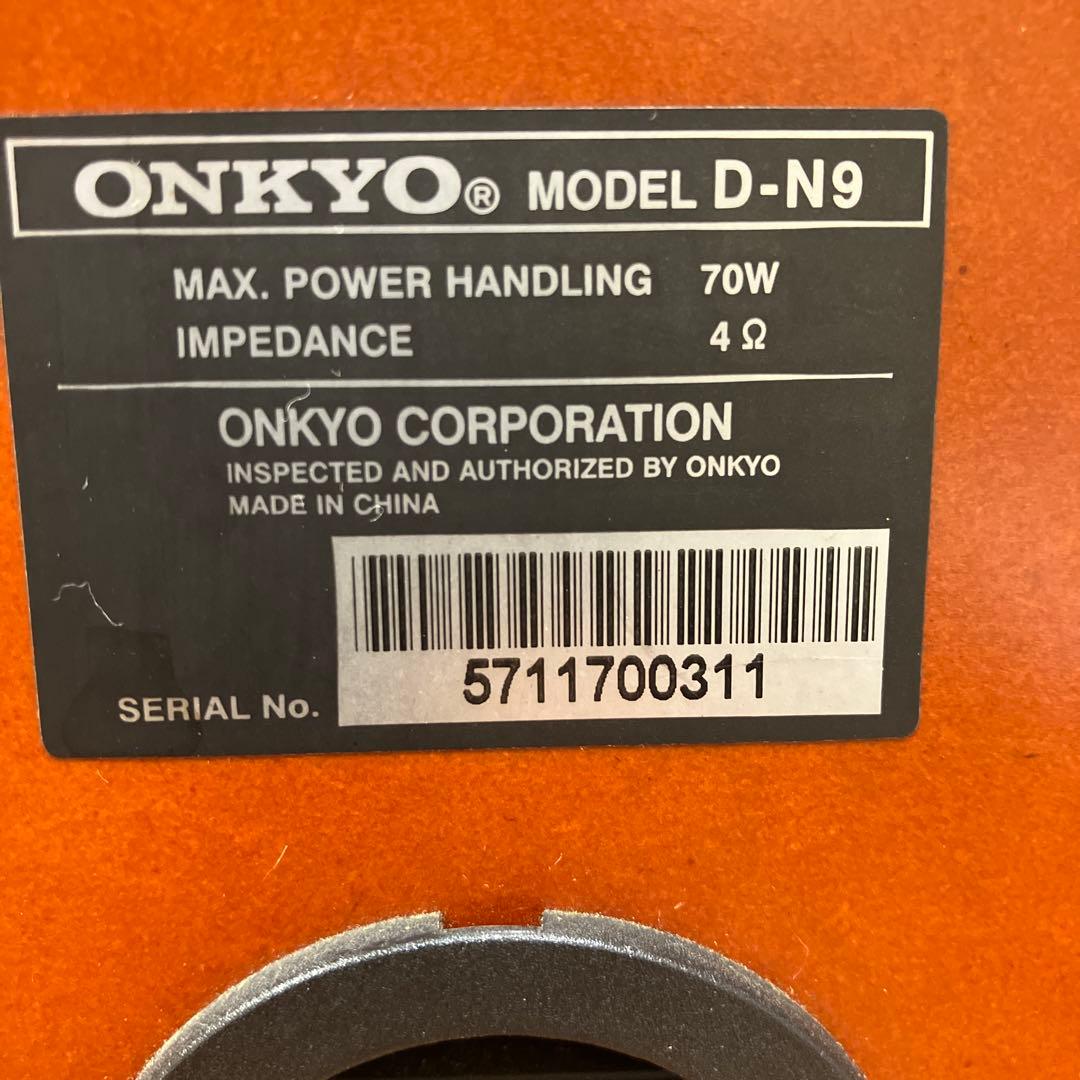 ONKYO® MODEL D-N9
MAX. POWER HANDLING 70W
IMPEDANCE 4 Ω
ONKYO CORPORATION
INSPECTED AND AUTHORIZED BY ONKYO
MADE IN CHINA
SERIAL No. 5711700311